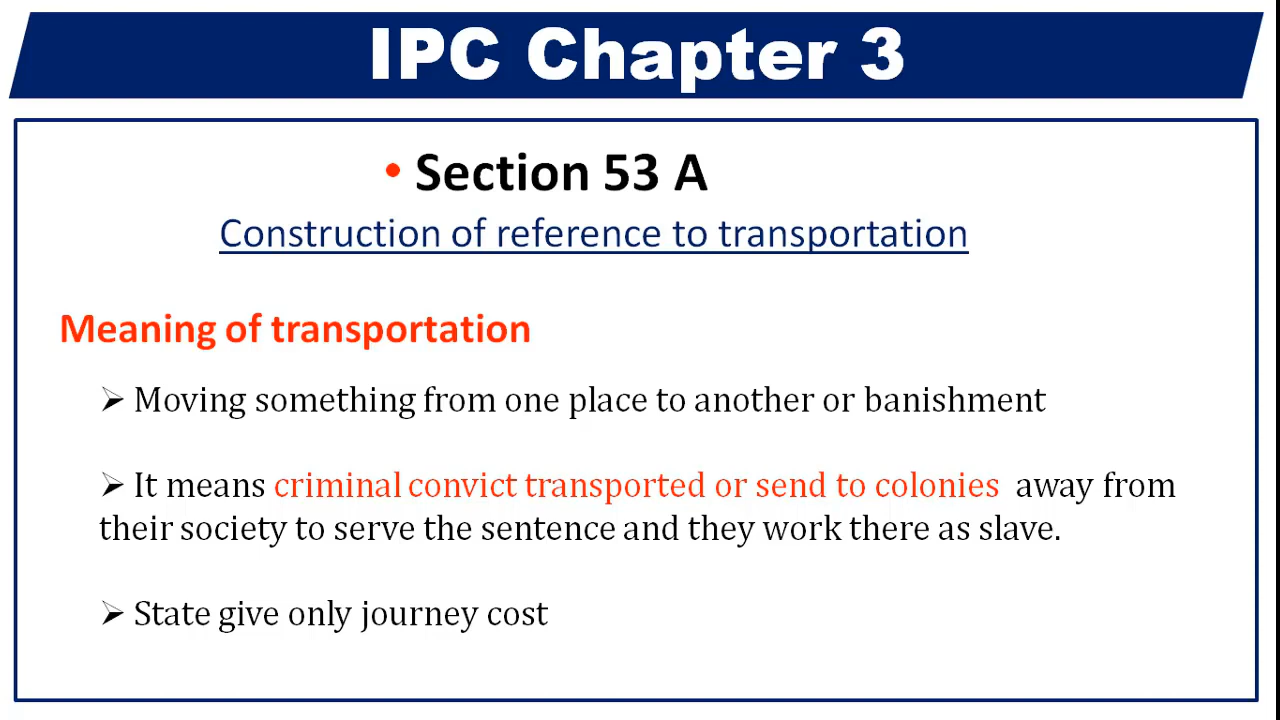 IPC Chapter 3
• Section 53 A
Construction of reference to transportation
Meaning of transportation
➢ Moving something from one place to another or banishment
➢ It means criminal convict transported or send to colonies away from
their society to serve the sentence and they work there as slave.
➢ State give only journey cost